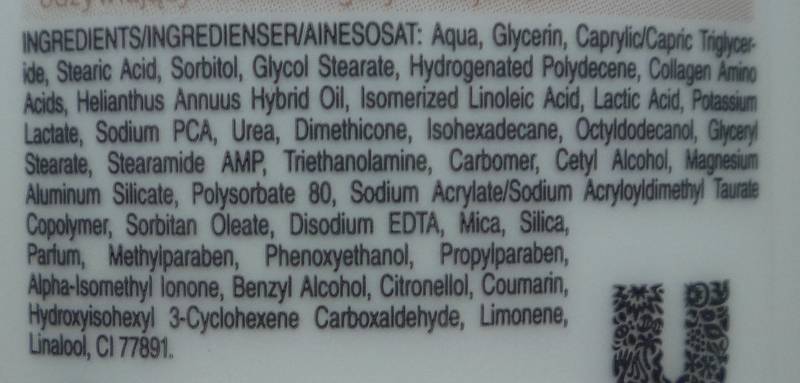 INGREDIENTS/INGREDIENSER/AINESOSAT: Aqua, Glycerin, Caprylic/Capric Triglycer-
ide, Stearic Acid, Sorbitol, Glycol Stearate, Hydrogenated Polydecene, Collagen Amino
Acids, Helianthus Annuus Hybrid Oil, Isomerized Linoleic Acid, Lactic Acid, Potassium
Lactate, Sodium PCA, Urea, Dimethicone, Isohexadecane, Octyldodecanol, Glyceryl
Stearate, Stearamide AMP, Triethanolamine, Carbomer, Cetyl Alcohol, Magnesium
Aluminum Silicate, Polysorbate 80, Sodium Acrylate/Sodium Acryloyldimethyl Taurate
Copolymer, Sorbitan Oleate, Disodium EDTA, Mica, Silica,
Parfum, Methylparaben, Phenoxyethanol, Propylparaben,
Alpha-Isomethyl Ionone, Benzyl Alcohol, Citronellol, Coumarin,
Hydroxyisohexyl 3-Cyclohexene Carboxaldehyde, Limonene,
Linalool, CI 77891.